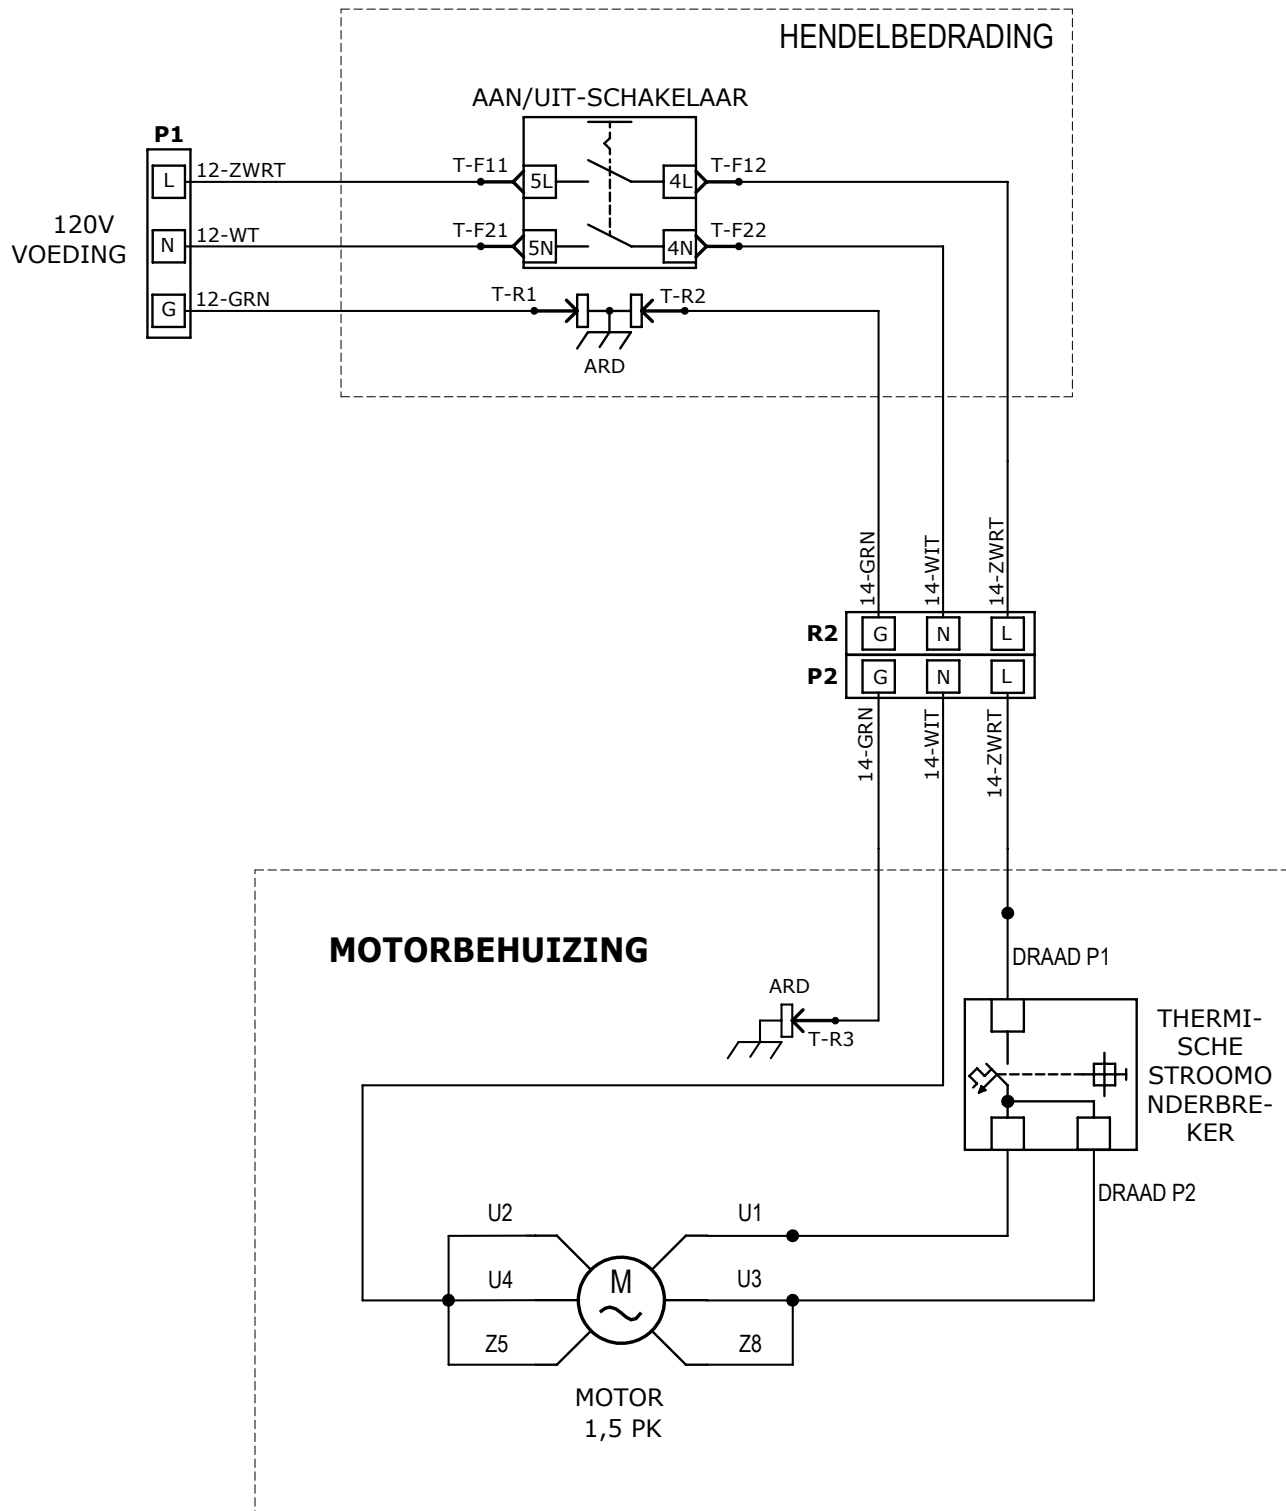 HENDELBEDRADING
AAN/UIT-SCHAKELAAR
P1
L
12-ZWRT
T-F11
5L
4L
T-F12
120V
VOEDING
N
12-WT
T-F21
5N
4N
T-F22
G
12-GRN
T-R1
T-R2
ARD
14-GRN
14-WIT
14-ZWRT
R2
G
N
L
P2
G
N
L
14-GRN
14-WIT
14-ZWRT
MOTORBEHUIZING
DRAAD P1
ARD
T-R3
THERMI-
SCHE
STROOMO
NDERBRE-
KER
DRAAD P2
U2
U1
U4
M
U3
Z5
Z8
MOTOR
1,5 PK